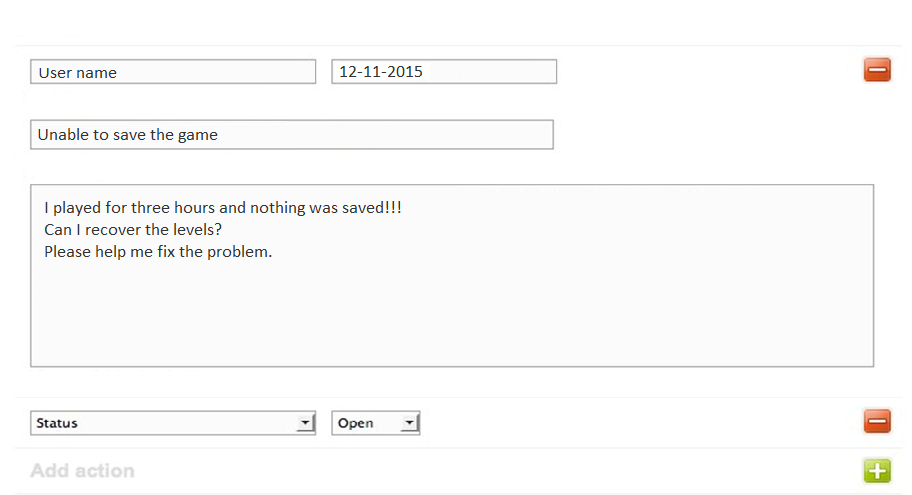 User name
12-11-2015
Unable to save the game
I played for three hours and nothing was saved!!!
Can I recover the levels?
Please help me fix the problem.
Status
Open
Add action